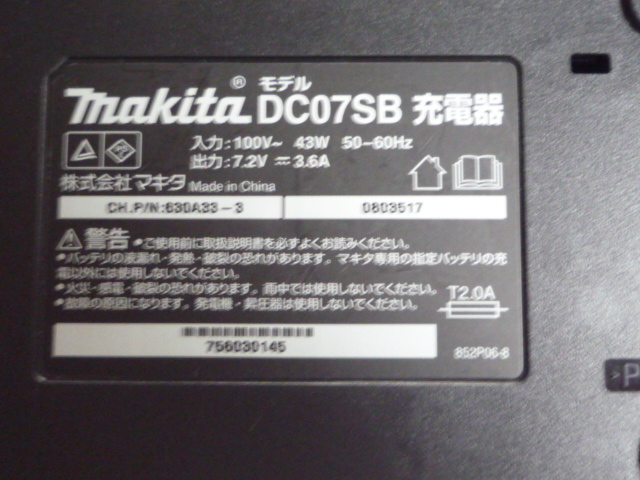 モデル
makita® DC07SB 充電器
入力:100V~ 43W 50-60Hz
出力:7.2V ⎓ 3.6A
株式会社マキタ Made in China
CH.P/N:630A33-3 0803517
⚠警告 ・ご使用前に取扱説明書を必ずよくお読みください。
・バッテリの液漏れ・発熱・破裂の恐れがあります。マキタ専用の指定バッテリの充
電以外には使用しないでください。
・火災・感電・破裂の恐れがあります。雨中では使用しないでください。
・故障の原因になります。発電機・昇圧器は使用しないでください。
T2.0A
756030145
852P06-8
>P